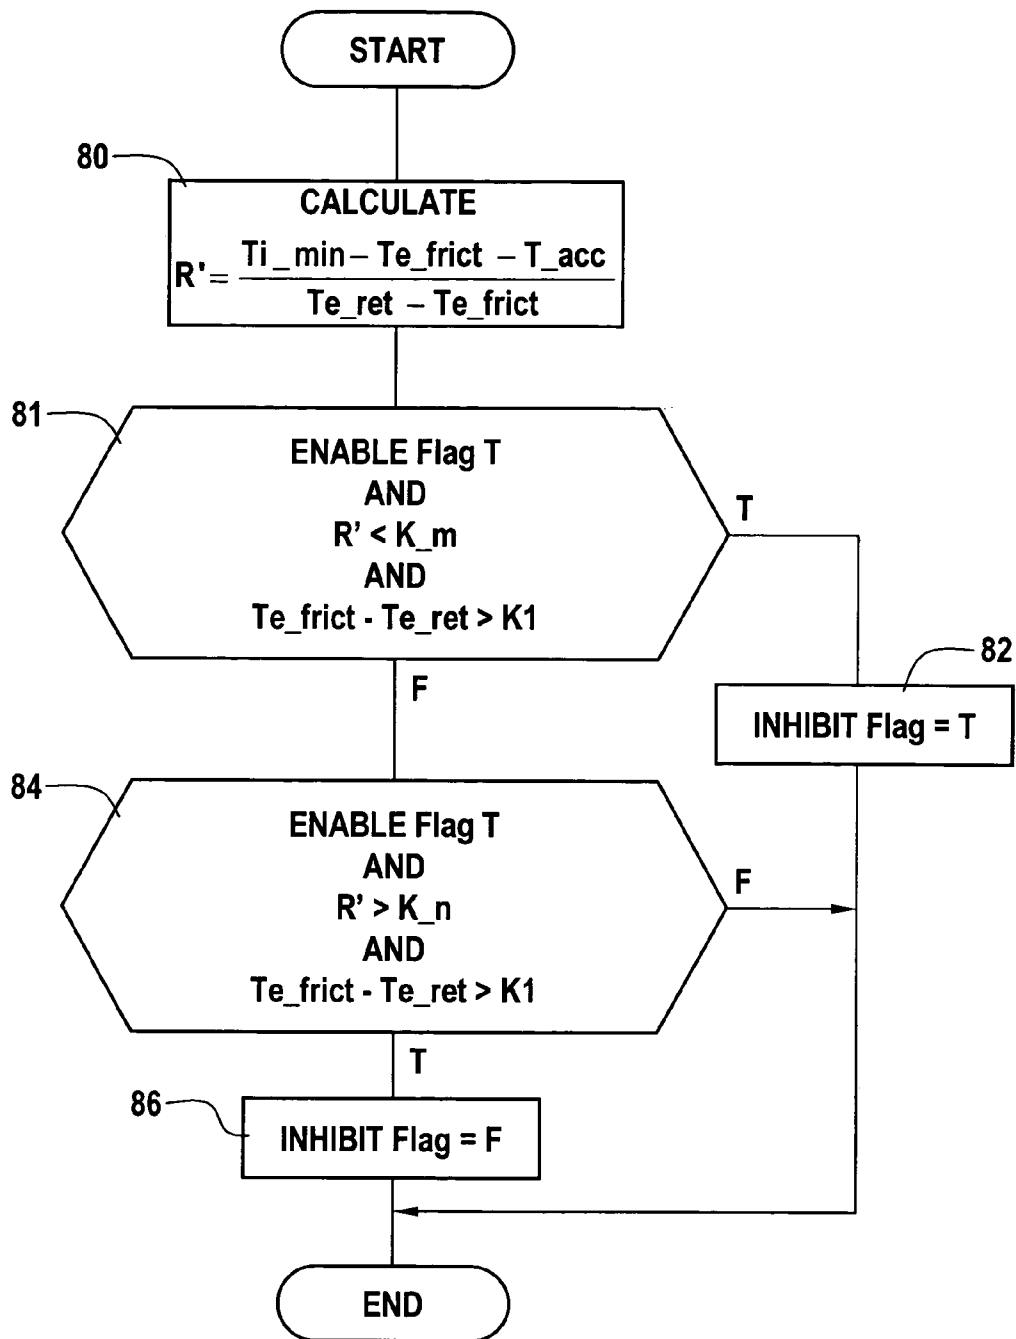 START
80
CALCULATE
R' = Ti_min – Te_frict – T_acc
Te_ret – Te_frict
81
ENABLE Flag T
AND
R' < K_m
AND
Te_frict - Te_ret > K1
T
F
82
INHIBIT Flag = T
84
ENABLE Flag T
AND
R' > K_n
AND
Te_frict - Te_ret > K1
F
T
86
INHIBIT Flag = F
END